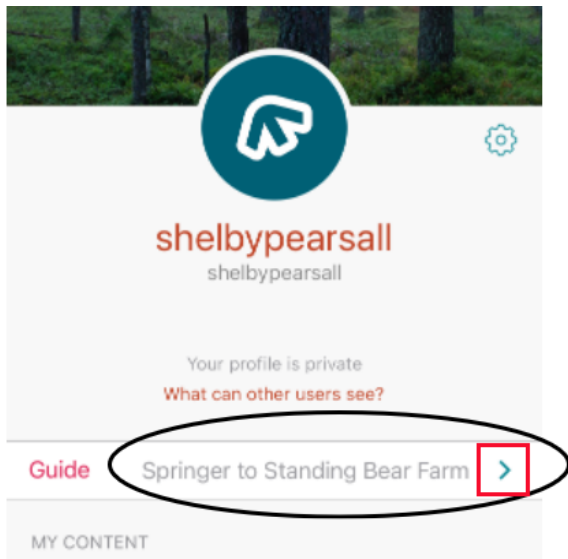 shelbypearsall
shelbypearsall
Your profile is private
What can other users see?
Guide Springer to Standing Bear Farm >
MY CONTENT